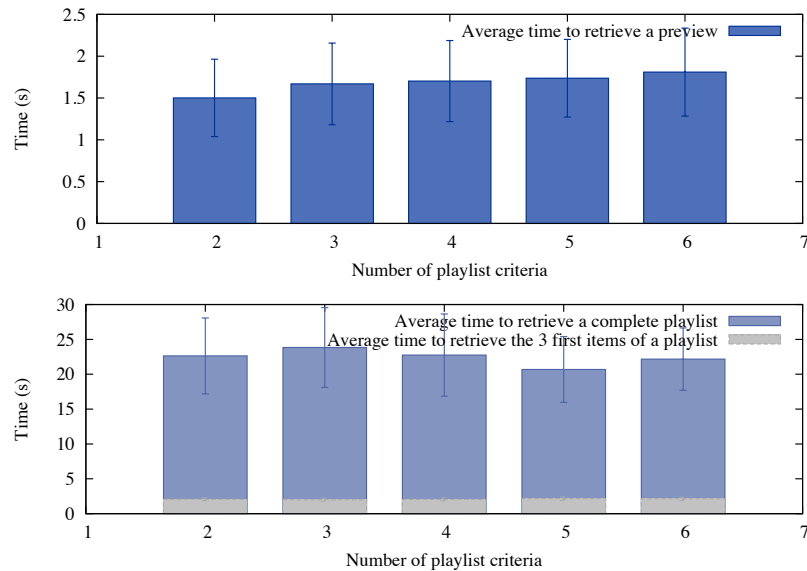 2.5
2
1.5
1
0.5
0
Time (s)
Average time to retrieve a preview
1 2 3 4 5 6 7
Number of playlist criteria
30
25
20
15
10
5
0
Time (s)
Average time to retrieve a complete playlist
Average time to retrieve the 3 first items of a playlist
1 2 3 4 5 6 7
Number of playlist criteria